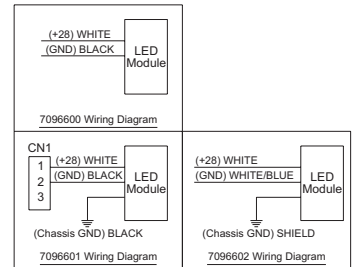 (+28) WHITE
(GND) BLACK
LED
Module
7096600 Wiring Diagram
CN1
1
2
3
(+28) WHITE
(GND) BLACK
LED
Module
(Chassis GND) BLACK
7096601 Wiring Diagram
(+28) WHITE
(GND) WHITE/BLUE
LED
Module
(Chassis GND) SHIELD
7096602 Wiring Diagram